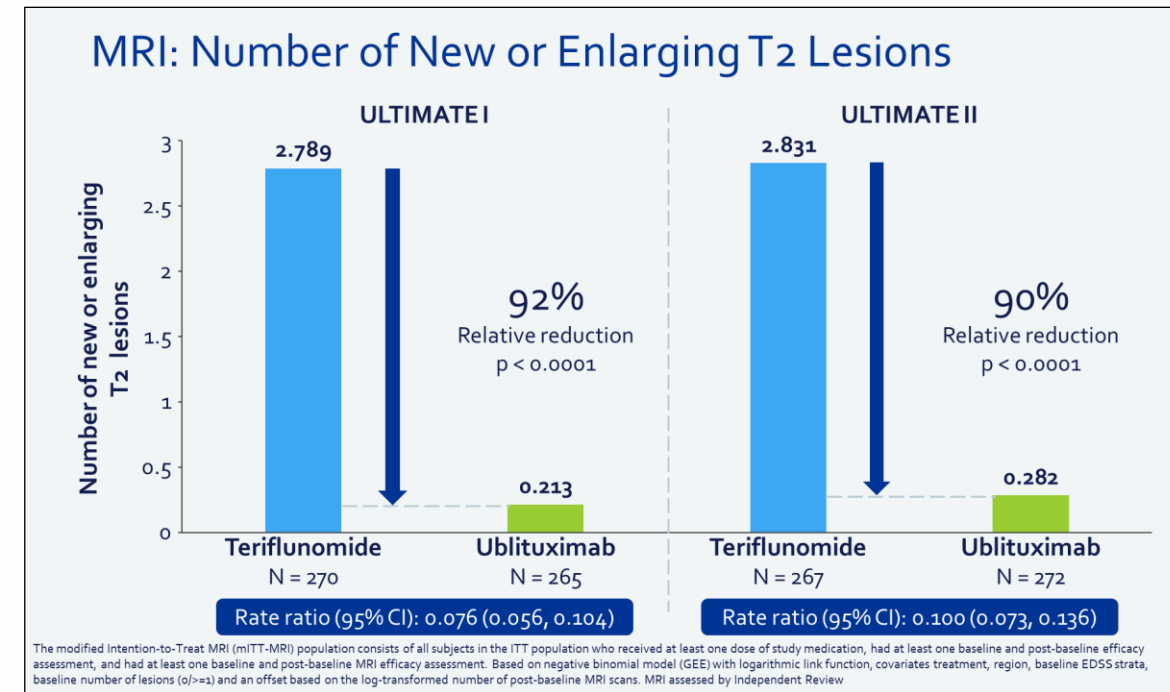 MRI: Number of New or Enlarging T2 Lesions
ULTIMATE I
Number of new or enlarging
T2 lesions
3
2.5
2
1.5
1
0.5
0
2.789
92%
Relative reduction
p < 0.0001
0.213
Teriflunomide
Ublituximab
N = 270
N = 265
Rate ratio (95% CI): 0.076 (0.056, 0.104)
ULTIMATE II
2.831
90%
Relative reduction
p < 0.0001
0.282
Teriflunomide
Ublituximab
N = 267
N = 272
Rate ratio (95% CI): 0.100 (0.073, 0.136)
The modified Intention-to-Treat MRI (mITT-MRI) population consists of all subjects in the ITT population who received at least one dose of study medication, had at least one baseline and post-baseline efficacy
assessment, and had at least one baseline and post-baseline MRI efficacy assessment. Based on negative binomial model (GEE) with logarithmic link function, covariates treatment, region, baseline EDSS strata,
baseline number of lesions (0/>=1) and an offset based on the log-transformed number of post-baseline MRI scans. MRI assessed by Independent Review